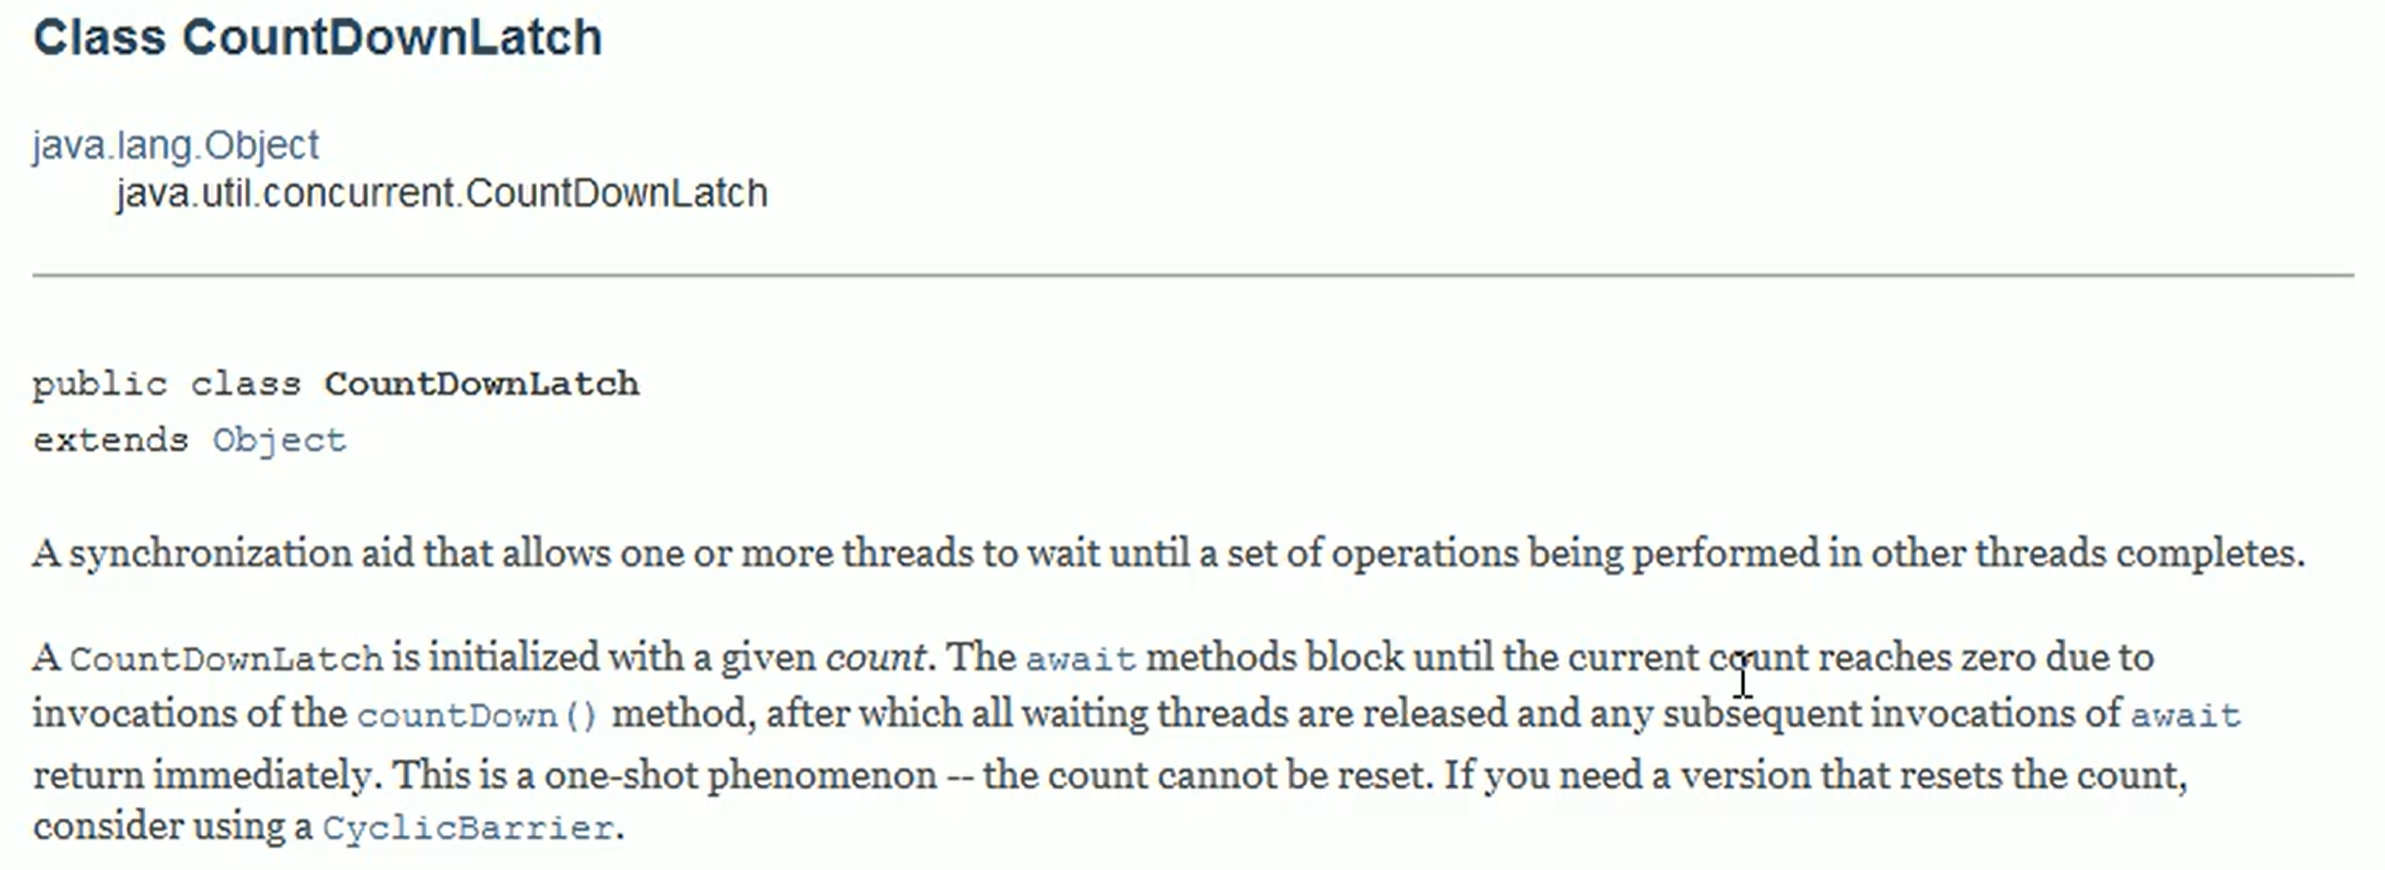 Class CountDownLatch
java.lang.Object
java.util.concurrent.CountDownLatch
public class CountDownLatch
extends Object
A synchronization aid that allows one or more threads to wait until a set of operations being performed in other threads completes.
A CountDownLatch is initialized with a given count. The await methods block until the current count reaches zero due to
invocations of the countDown() method, after which all waiting threads are released and any subsequent invocations of await
return immediately. This is a one-shot phenomenon -- the count cannot be reset. If you need a version that resets the count,
consider using a CyclicBarrier.